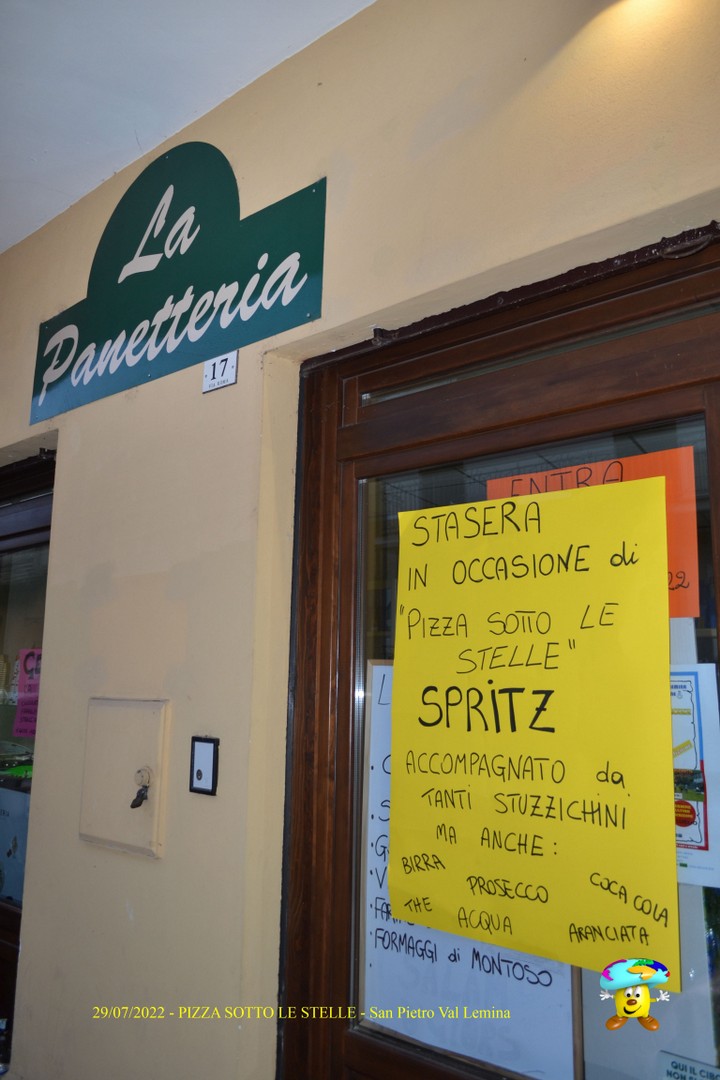 La
Panetteria
17
ENTRA
STASERA
IN OCCASIONE di
"PIZZA SOTTO LE
STELLE"
SPRITZ
ACCOMPAGNATO da
TANTI STUZZICHINI
MA ANCHE:
BIRRA PROSECCO COCA COLA
THE ACQUA ARANCIATA
FORMAGGI di MONTOSO
29/07/2022 - PIZZA SOTTO LE STELLE - San Pietro Val Lemina